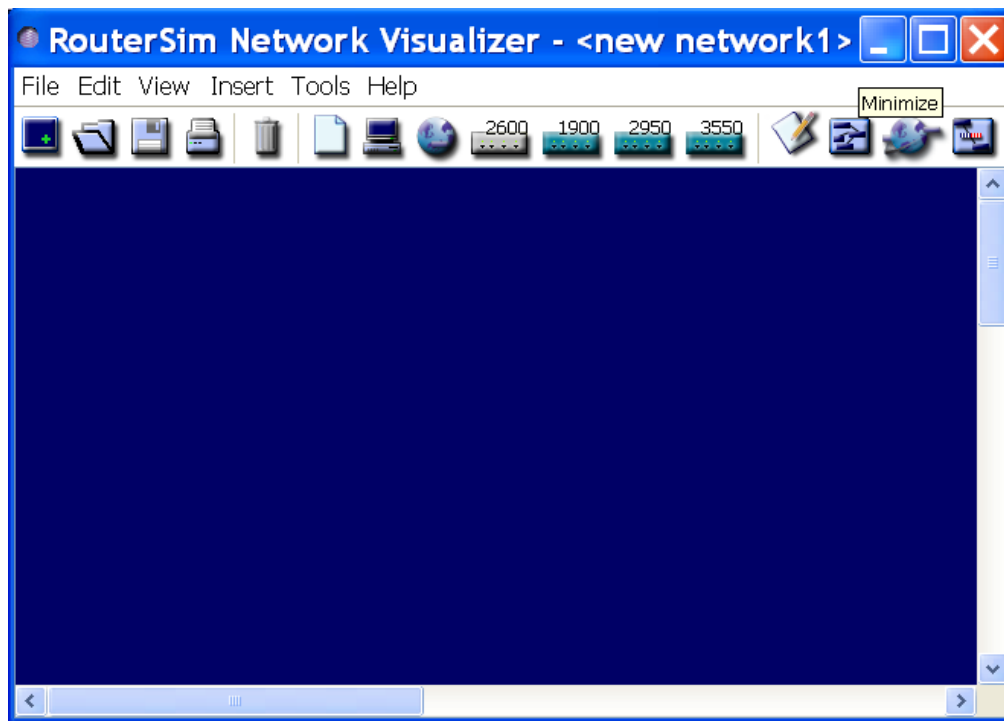 RouterSim Network Visualizer - <new network1>
File Edit View Insert Tools Help
Minimize
2600 1900 2950 3550